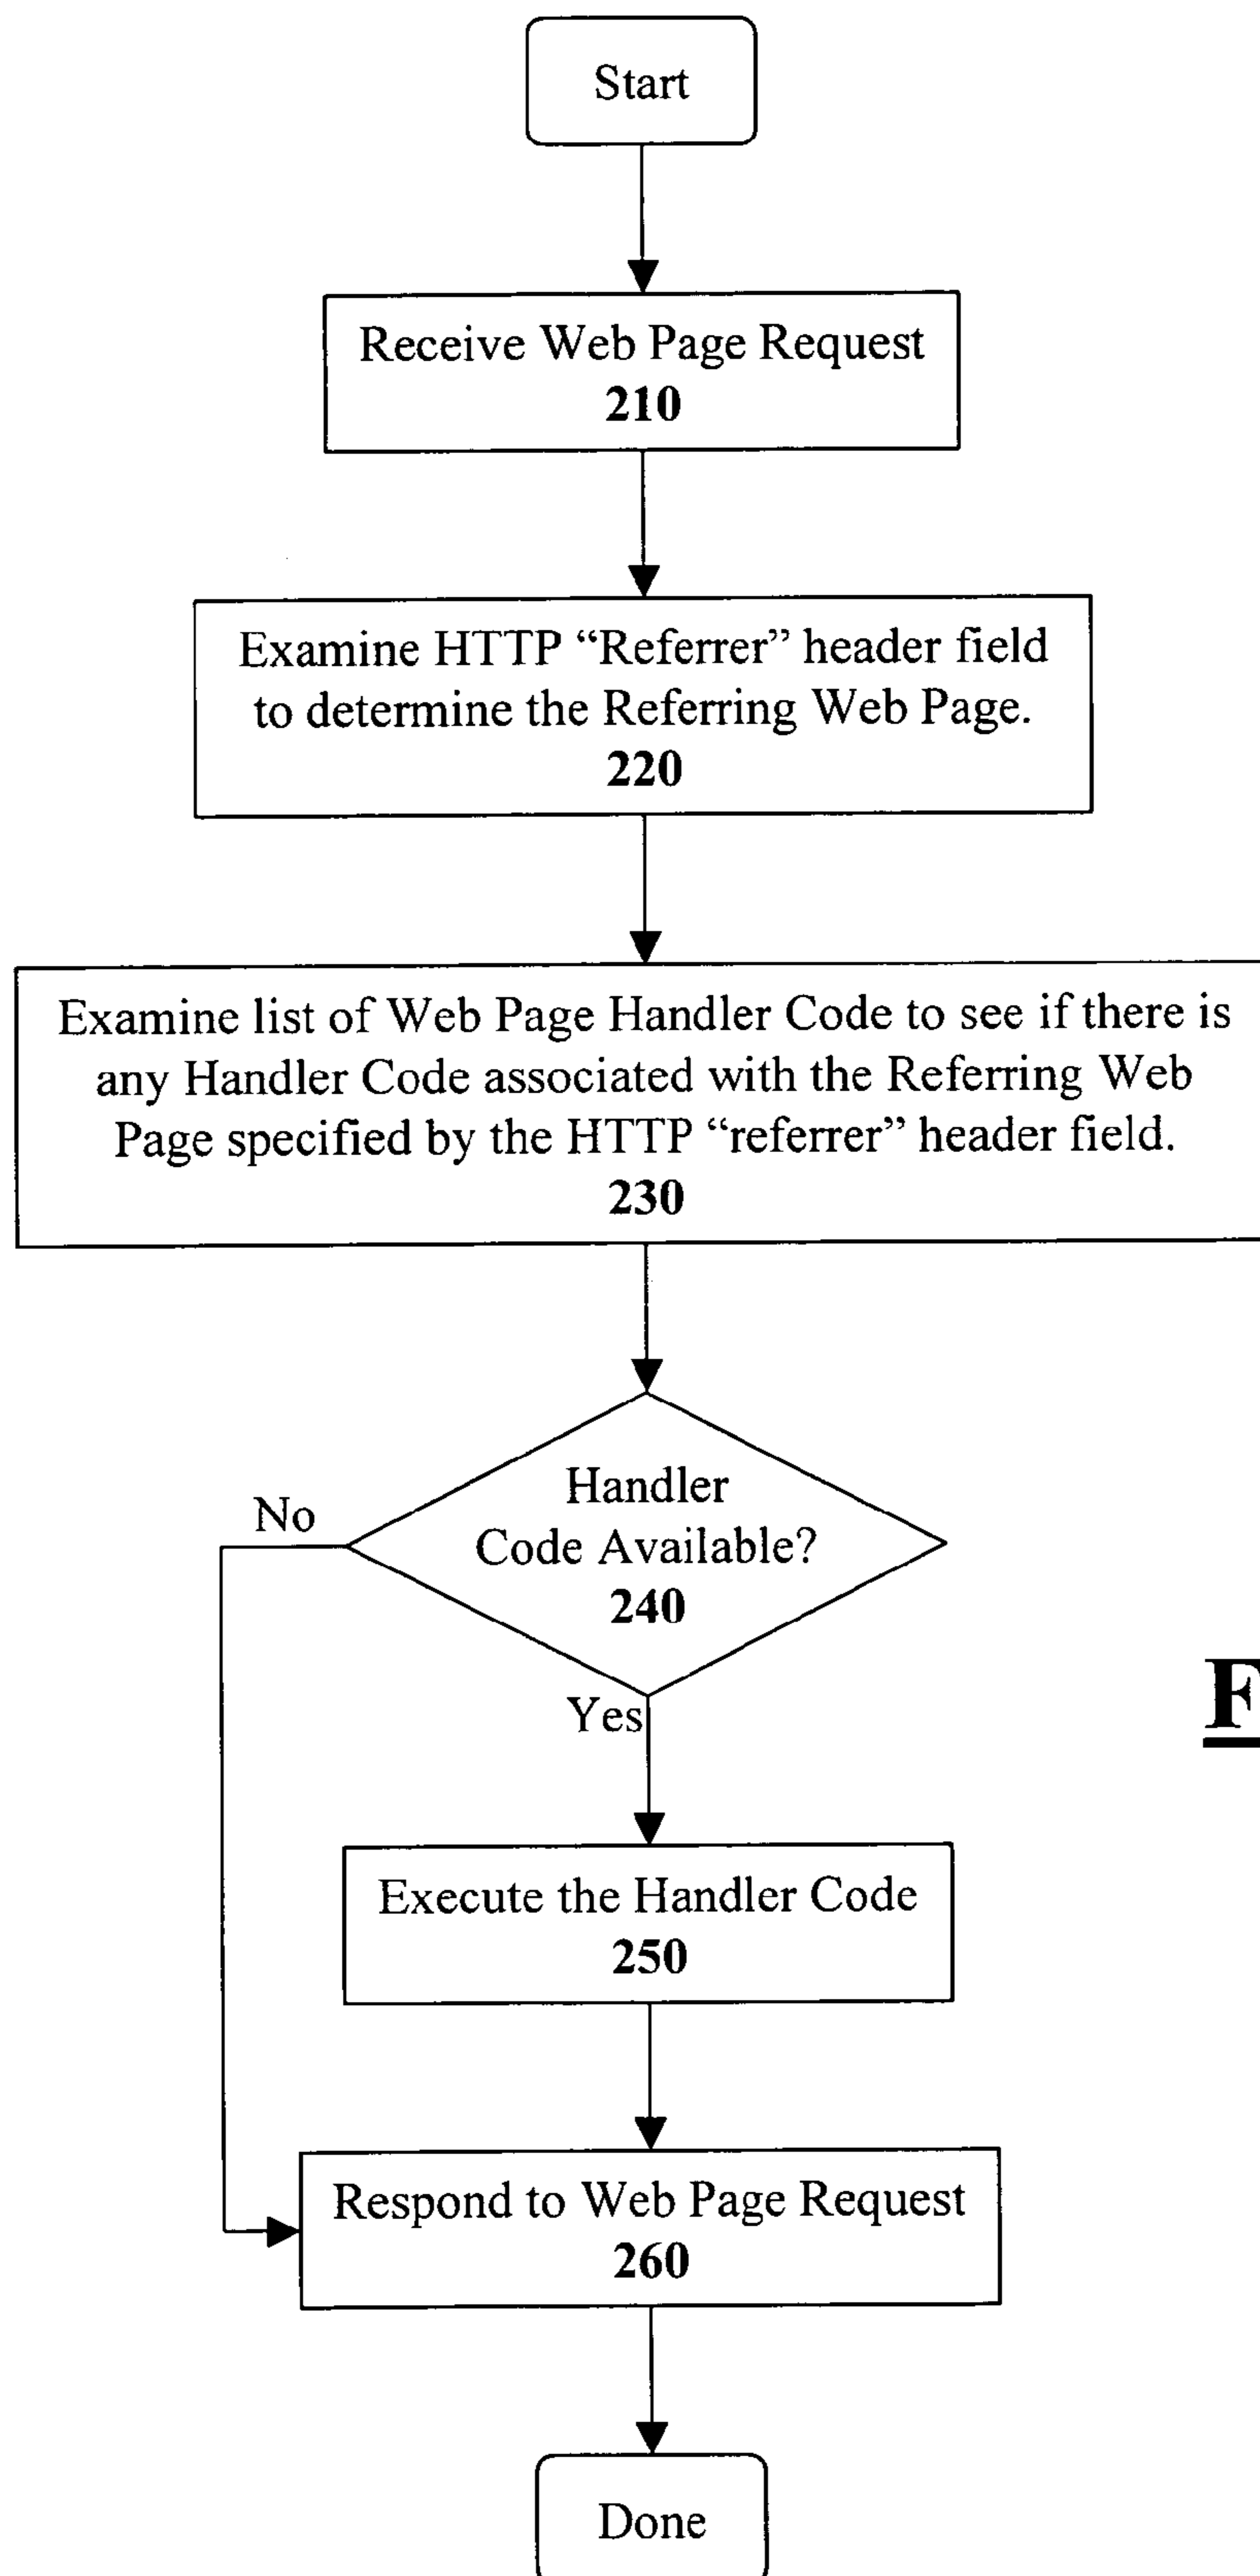 Start
Receive Web Page Request
210
Examine HTTP “Referrer” header field
to determine the Referring Web Page.
220
Examine list of Web Page Handler Code to see if there is
any Handler Code associated with the Referring Web
Page specified by the HTTP “referrer” header field.
230
Handler
Code Available?
240
No
Yes
F
Execute the Handler Code
250
Respond to Web Page Request
260
Done